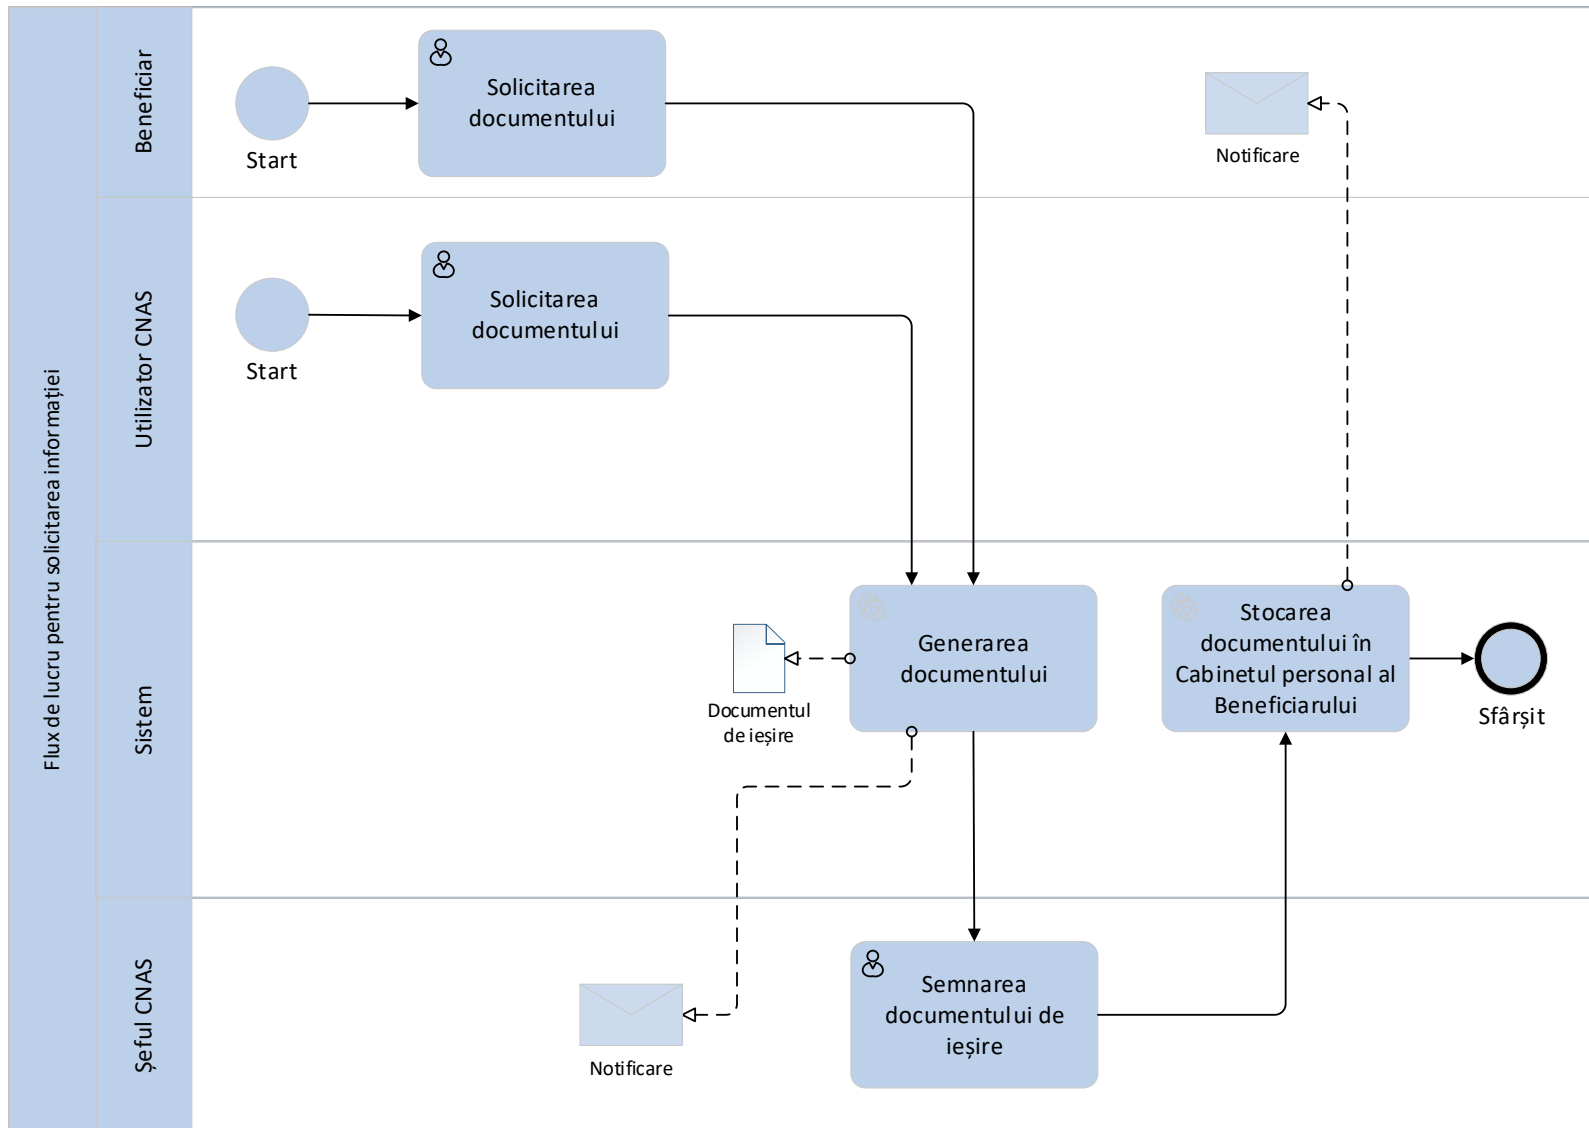 Flux de lucru pentru solicitarea informației
Beneficiar
Start
Solicitarea
documentului
Notificare
Utilizator CNAS
Start
Solicitarea
documentului
Sistem
Documentul
de ieșire
Generarea
documentului
Stocarea
documentului în
Cabinetul personal al
Beneficiarului
Sfârșit
Șeful CNAS
Notificare
Semnarea
documentului de
ieșire